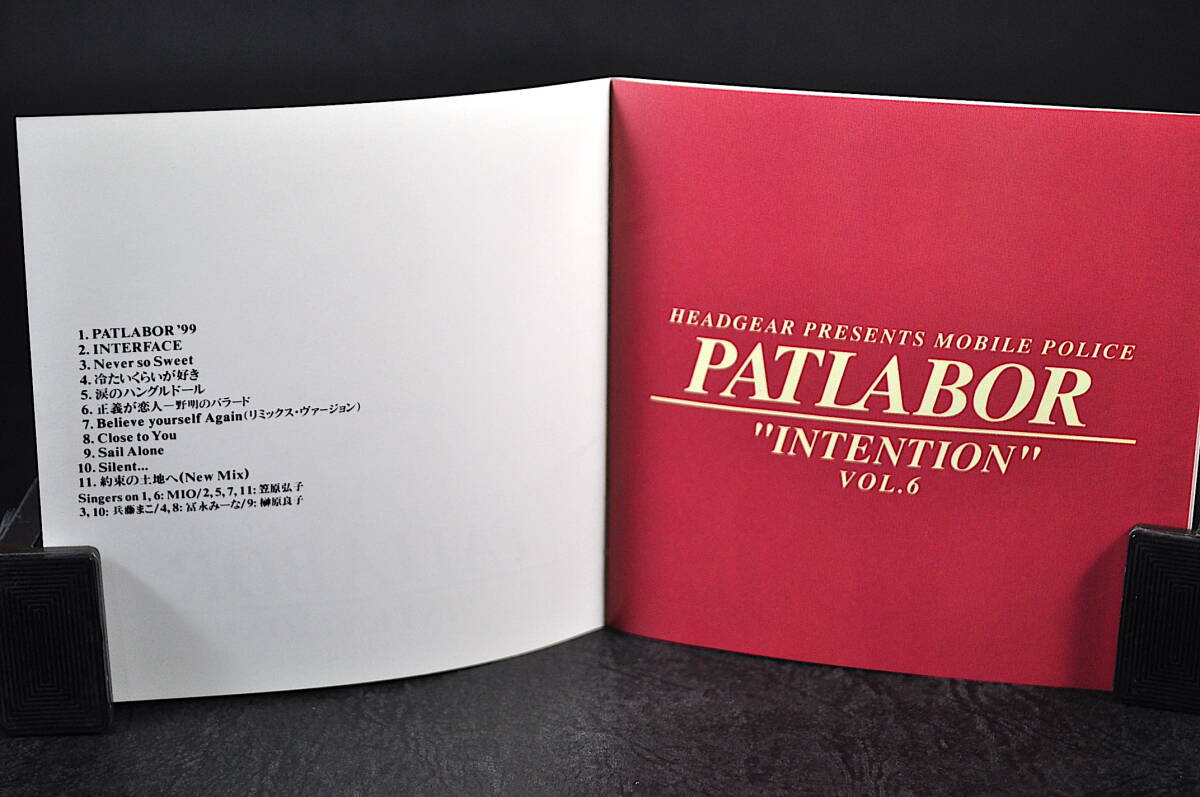 1. PATLABOR '99
2. INTERFACE
3. Never so Sweet
4. 冷たいくらいが好き
5. 涙のハングルドール
6. 正義が恋人ー野明のバラード
7. Believe yourself Again(リミックス・ヴァージョン)
8. Close to You
9. Sail Alone
10. Silent...
11. 約束の土地へ(New Mix)
Singers on 1, 6: MIO/2, 5, 7, 11: 笠原弘子
3, 10: 兵藤まこ/4, 8: 冨永みーな/9: 榊原良子
HEADGEAR PRESENTS MOBILE POLICE
PATLABOR
"INTENTION"
VOL.6